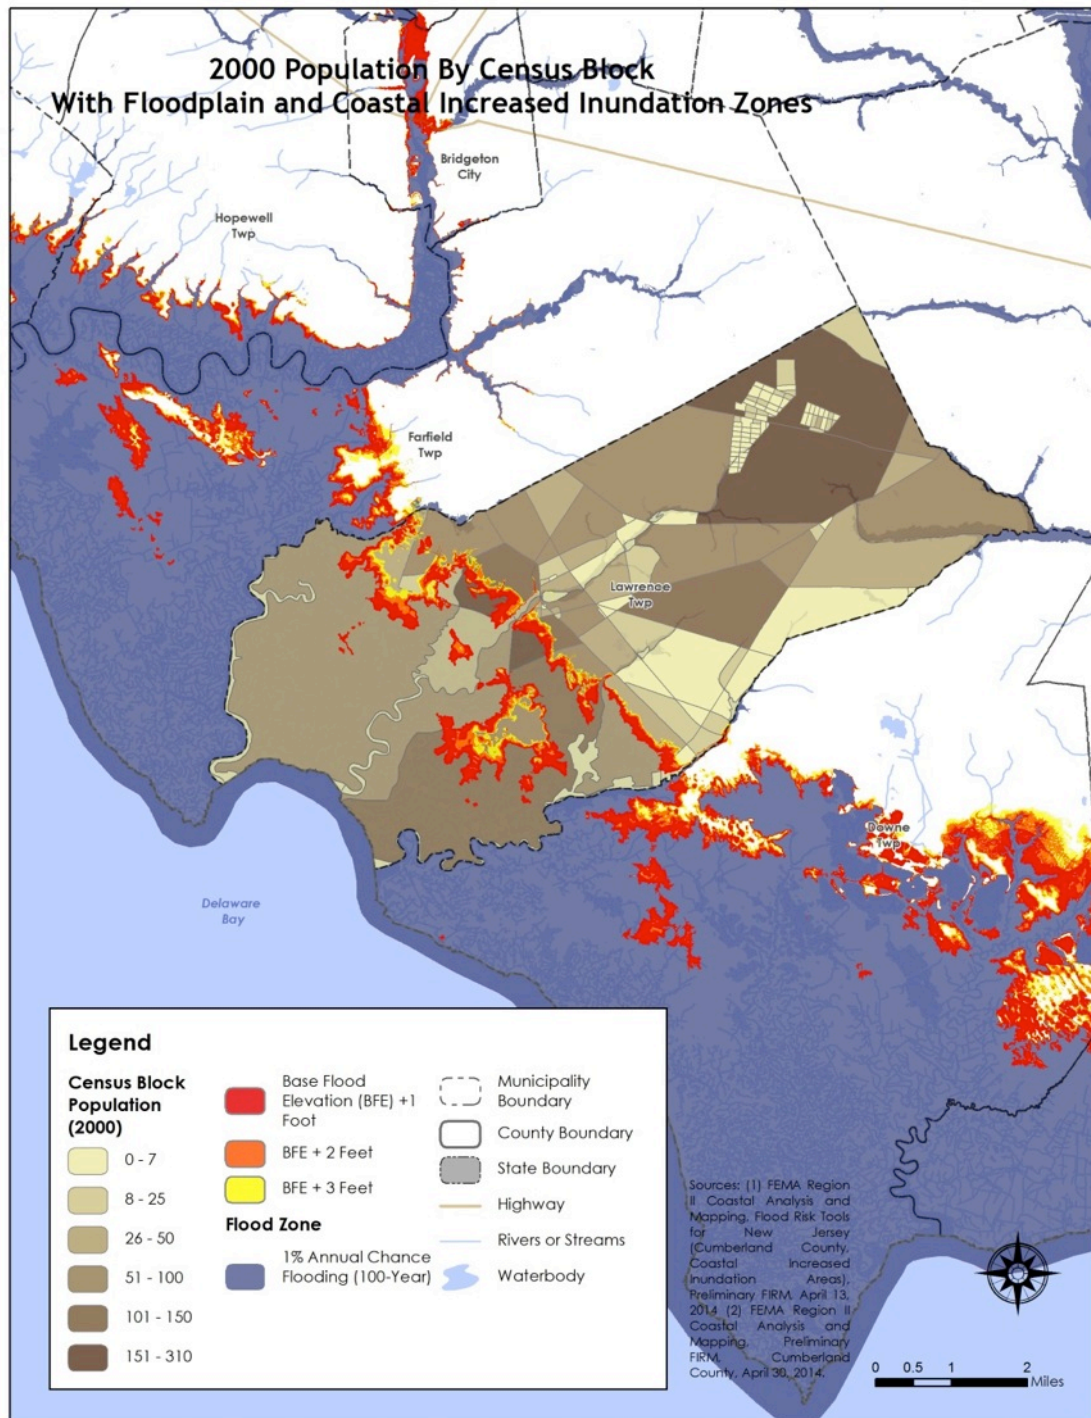 2000 Population By Census Block
With Floodplain and Coastal Increased Inundation Zones
Bridgeton
City
Hopewell
Twp
Farfield
Twp
Lawrence
Twp
Downe
Twp
Delaware
Bay
Legend
Census Block
Population
(2000)
0 - 7
8 - 25
26 - 50
51 - 100
101 - 150
151 - 310
Base Flood
Elevation (BFE) +1
Foot
BFE + 2 Feet
BFE + 3 Feet
Flood Zone
1% Annual Chance
Flooding (100-Year)
Municipality
Boundary
County Boundary
State Boundary
Highway
Rivers or Streams
Waterbody
Sources: (1) FEMA Region
II Coastal Analysis and
Mapping, Flood Risk Tools
for New Jersey
(Cumberland County,
Coastal Increased
Inundation Areas),
Preliminary FIRM, April 13,
2014 (2) FEMA Region II
Coastal Analysis and
Mapping, Preliminary
FIRM, Cumberland
County, April 30, 2014.
0 0.5 1 2
Miles